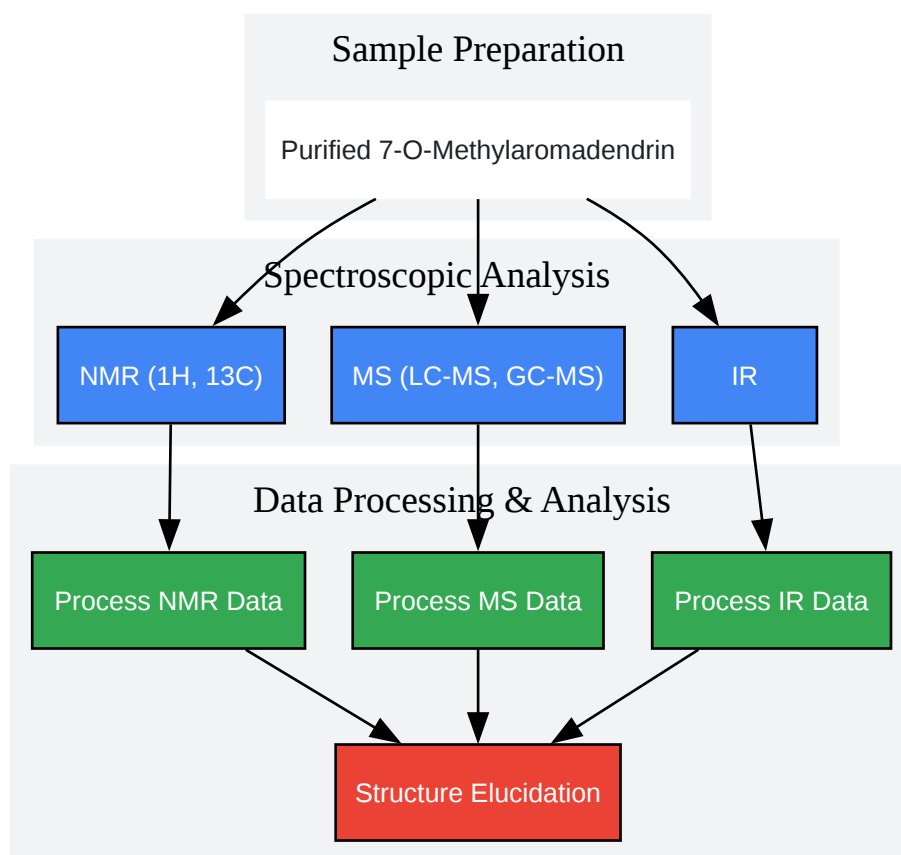 Sample Preparation
Purified 7-O-Methylaromadendrin
Spectroscopic Analysis
NMR (1H, 13C)
MS (LC-MS, GC-MS)
IR
Data Processing & Analysis
Process NMR Data
Process MS Data
Process IR Data
Structure Elucidation